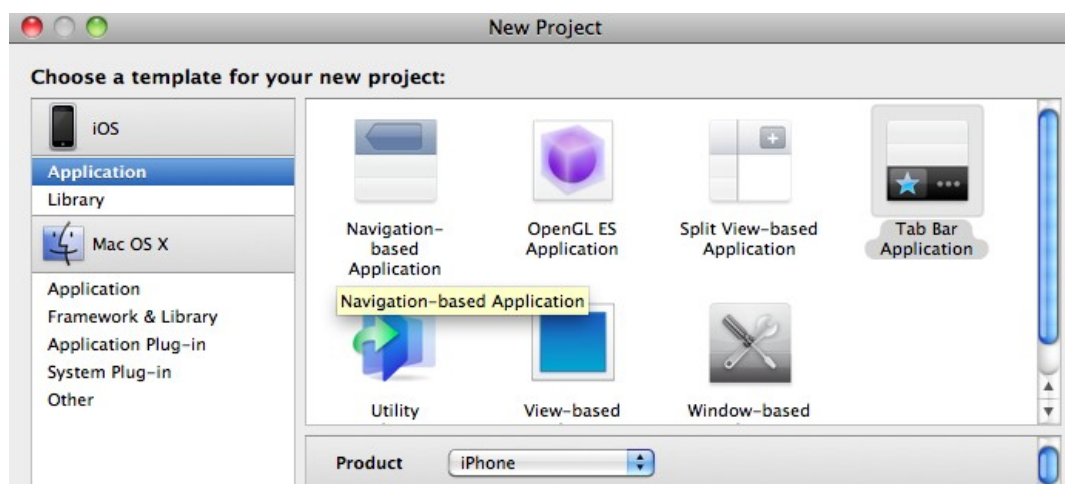 New Project
Choose a template for your new project:
iOS
Application
Library
Mac OS X
Application
Framework & Library
Application Plug-in
System Plug-in
Other
Navigation-
based
Application
OpenGL ES
Application
Split View-based
Application
Tab Bar
Application
Navigation-based Application
Utility
View-based
Window-based
Product
iPhone